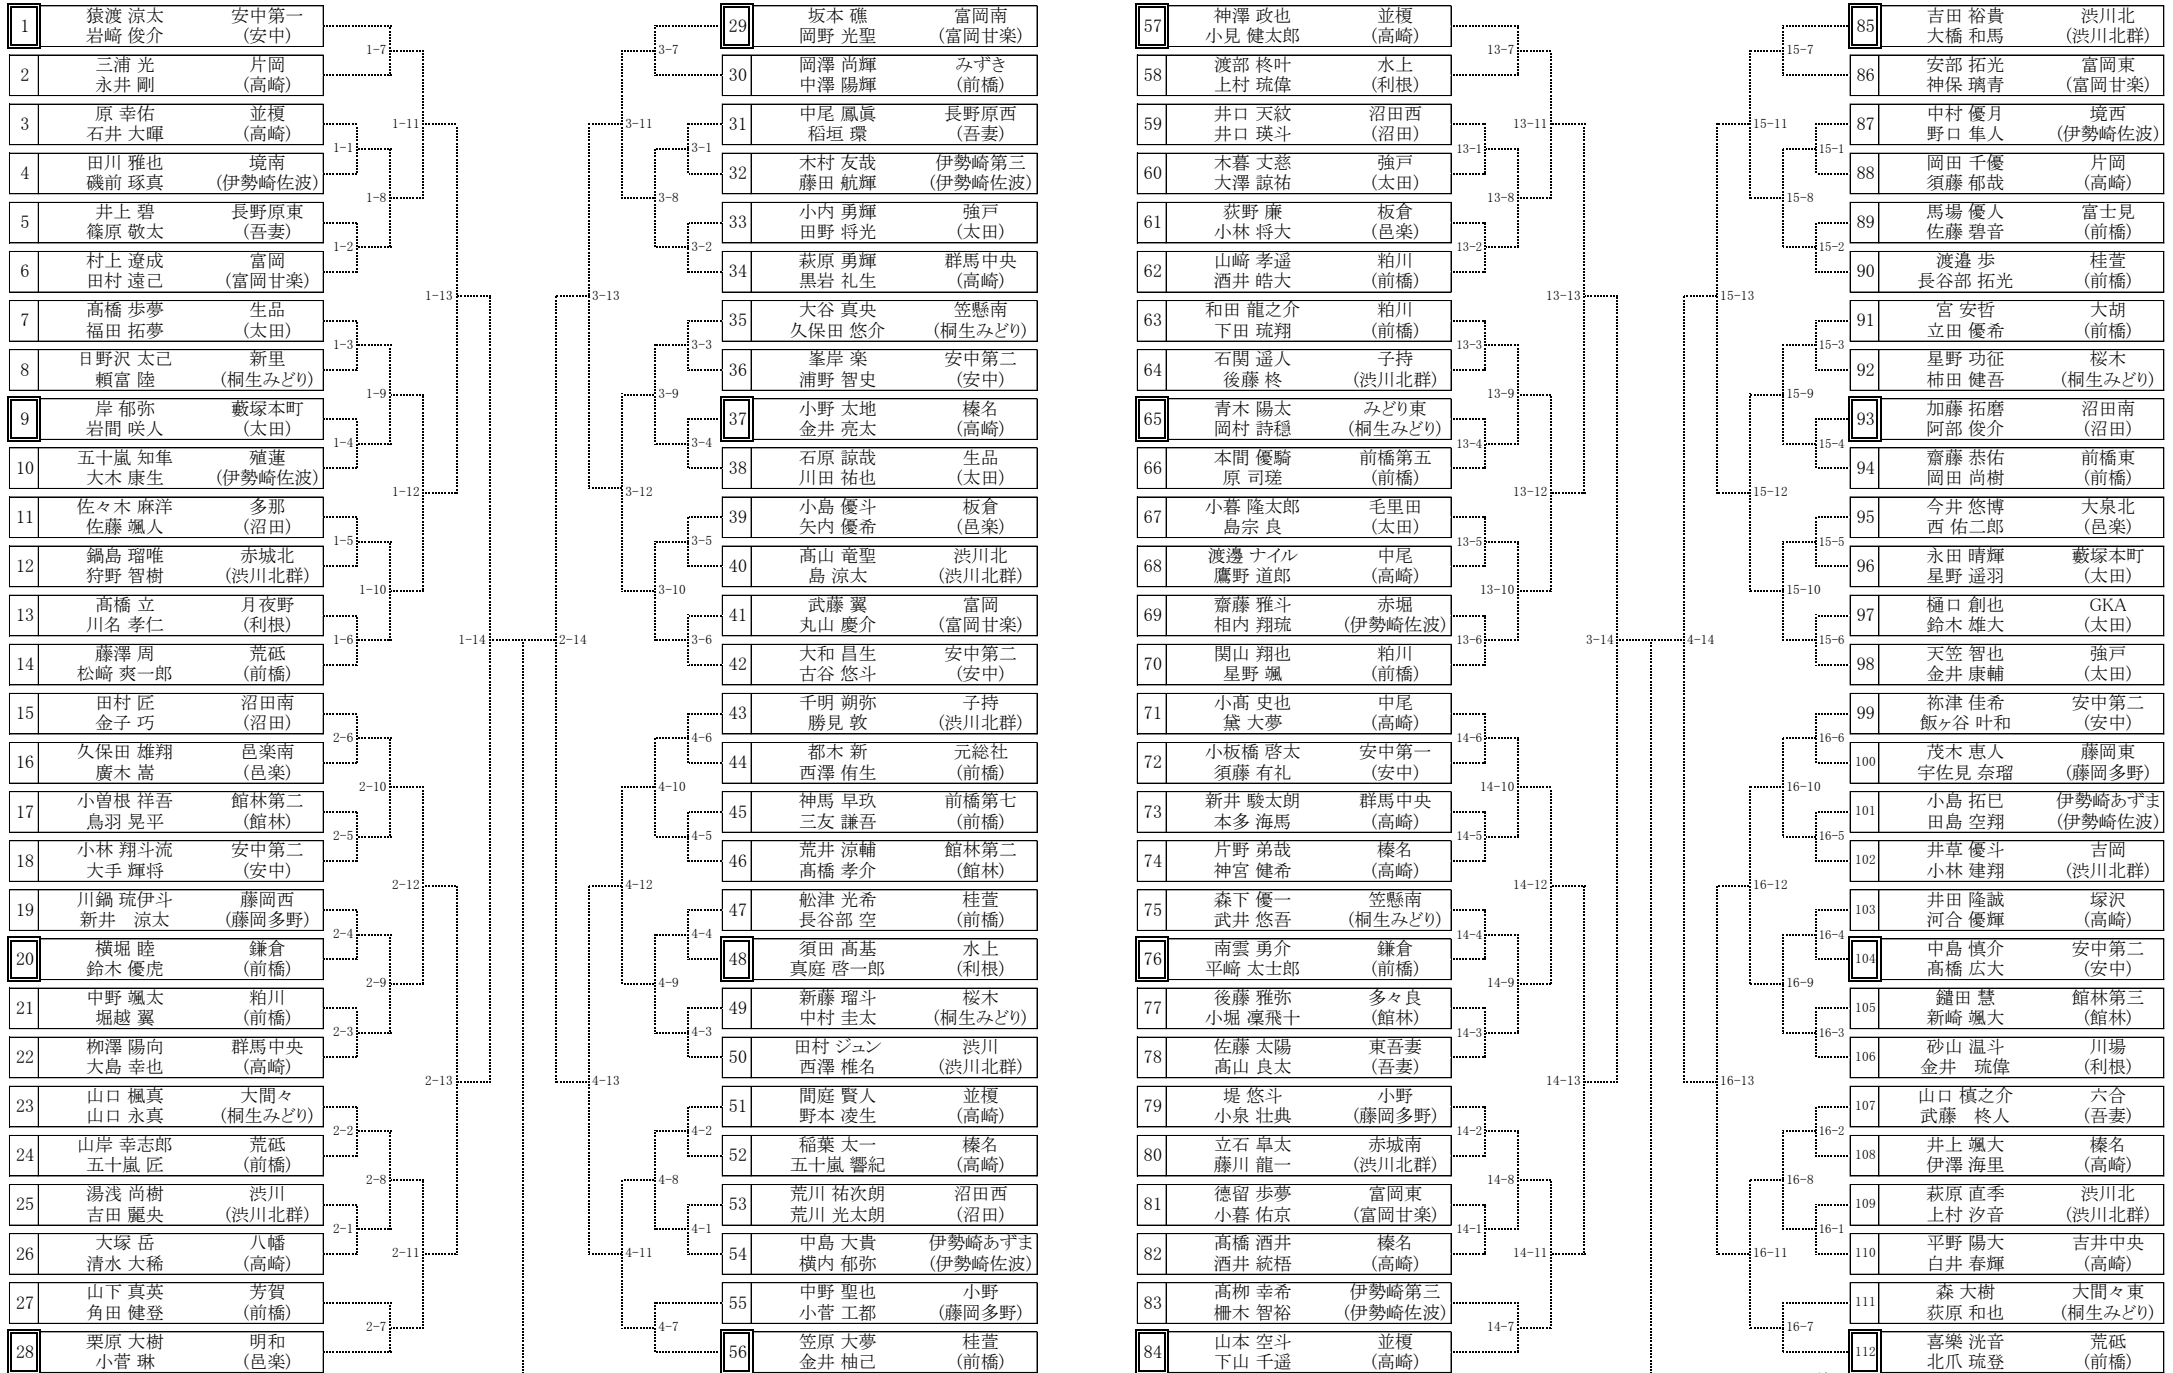 1 猿渡 涼太 安中第一
岩﨑 俊介 (安中)
2 三浦 光 片岡
永井 剛 (高崎)
3 原 幸佑 並榎
石井 大暉 (高崎)
4 田川 雅也 境南
磯前 琢真 (伊勢崎佐波)
5 井上 碧 長野原東
篠原 敬太 (吾妻)
6 村上 遼成 富岡
田村 遠己 (富岡甘楽)
7 髙橋 歩夢 生品
福田 拓夢 (太田)
8 日野沢 太己 新里
頼富 陸 (桐生みどり)
9 岸 郁弥 藪塚本町
岩間 咲人 (太田)
10 五十嵐 知隼 殖蓮
大木 康生 (伊勢崎佐波)
11 佐々木 麻洋 多那
佐藤 颯人 (沼田)
12 鍋島 瑠唯 赤城北
狩野 智樹 (渋川北群)
13 髙橋 立 月夜野
川名 孝仁 (利根)
14 藤澤 周 荒砥
松﨑 爽一郎 (前橋)
15 田村 匠 沼田南
金子 巧 (沼田)
16 久保田 雄翔 邑楽南
廣木 嵩 (邑楽)
17 小曽根 祥吾 館林第二
鳥羽 晃平 (館林)
18 小林 翔斗流 安中第二
大手 輝将 (安中)
19 川鍋 琉伊斗 藤岡西
新井　涼太 (藤岡多野)
20 横堀 睦 鎌倉
鈴木 優虎 (前橋)
21 中野 颯太 粕川
堀越 翼 (前橋)
22 栁澤 陽向 群馬中央
大島 幸也 (高崎)
23 山口 楓真 大間々
山口 永真 (桐生みどり)
24 山岸 幸志郎 荒砥
五十嵐 匠 (前橋)
25 湯浅 尚樹 渋川
吉田 麗央 (渋川北群)
26 大塚 岳 八幡
清水 大稀 (高崎)
27 山下 真英 芳賀
角田 健登 (前橋)
28 栗原 大樹 明和
小菅 琳 (邑楽)
1-7
1-11
1-1
1-8
1-2
1-13
1-3
1-9
1-4
1-12
1-5
1-10
1-6
1-14
2-6
2-10
2-5
2-12
2-4
2-9
2-3
2-13
2-2
2-8
2-1
2-11
2-7
3-7
3-11
3-1
3-8
3-2
3-13
3-3
3-9
3-4
3-12
3-5
3-10
3-6
2-14
4-6
4-10
4-5
4-12
4-4
4-9
4-3
4-13
4-2
4-8
4-1
4-11
4-7
29 坂本 礁 富岡南
岡野 光聖 (富岡甘楽)
30 岡澤 尚輝 みずき
中澤 陽輝 (前橋)
31 中尾 鳳眞 長野原西
稲垣 環 (吾妻)
32 木村 友哉 伊勢崎第三
藤田 航輝 (伊勢崎佐波)
33 小内 勇輝 強戸
田野 将光 (太田)
34 萩原 勇輝 群馬中央
黒岩 礼生 (高崎)
35 大谷 真央 笠懸南
久保田 悠介 (桐生みどり)
36 峯岸 楽 安中第二
浦野 智史 (安中)
37 小野 太地 榛名
金井 亮太 (高崎)
38 石原 諒哉 生品
川田 祐也 (太田)
39 小島 優斗 板倉
矢内 優希 (邑楽)
40 髙山 竜聖 渋川北
島 涼太 (渋川北群)
41 武藤 翼 富岡
丸山 慶介 (富岡甘楽)
42 大和 昌生 安中第二
古谷 悠斗 (安中)
43 千明 朔弥 子持
勝見 敦 (渋川北群)
44 都木 新 元総社
西澤 侑生 (前橋)
45 神馬 早玖 前橋第七
三友 謙吾 (前橋)
46 荒井 涼輔 館林第二
髙橋 孝介 (館林)
47 舩津 光希 桂萱
長谷部 空 (前橋)
48 須田 髙基 水上
真庭 啓一郎 (利根)
49 新藤 瑠斗 桜木
中村 圭太 (桐生みどり)
50 田村 ジュン 渋川
西澤 椎名 (渋川北群)
51 間庭 賢人 並榎
野本 凌生 (高崎)
52 稲葉 太一 榛名
五十嵐 響紀 (高崎)
53 荒川 祐次朗 沼田西
荒川 光太朗 (沼田)
54 中島 大貴 伊勢崎あずま
横内 郁弥 (伊勢崎佐波)
55 中野 聖也 小野
小菅 工都 (藤岡多野)
56 笠原 大夢 桂萱
金井 柚己 (前橋)
57 神澤 政也 並榎
小見 健太郎 (高崎)
58 渡部 柊叶 水上
上村 琉偉 (利根)
59 井口 天紋 沼田西
井口 瑛斗 (沼田)
60 木暮 丈慈 強戸
大澤 諒祐 (太田)
61 荻野 廉 板倉
小林 将大 (邑楽)
62 山﨑 孝遥 粕川
酒井 皓大 (前橋)
63 和田 龍之介 粕川
下田 琉翔 (前橋)
64 石関 遥人 子持
後藤 柊 (渋川北群)
65 青木 陽太 みどり東
岡村 詩穏 (桐生みどり)
66 本間 優騎 前橋第五
原 司瑳 (前橋)
67 小暮 隆太郎 毛里田
島宗 良 (太田)
68 渡邊 ナイル 中尾
鷹野 道郎 (高崎)
69 齋藤 雅斗 赤堀
相内 翔琉 (伊勢崎佐波)
70 関山 翔也 粕川
星野 颯 (前橋)
71 小髙 史也 中尾
黛 大夢 (高崎)
72 小板橋 啓太 安中第一
須藤 有礼 (安中)
73 新井 駿太朗 群馬中央
本多 海馬 (高崎)
74 片野 弟哉 榛名
神宮 健希 (高崎)
75 森下 優一 笠懸南
武井 悠吾 (桐生みどり)
76 南雲 勇介 鎌倉
平﨑 太士郎 (前橋)
77 後藤 雅弥 多々良
小堀 凜飛十 (館林)
78 佐藤 太陽 東吾妻
髙山 良太 (吾妻)
79 堤 悠斗 小野
小泉 壮典 (藤岡多野)
80 立石 皐太 赤城南
藤川 龍一 (渋川北群)
81 徳留 歩夢 富岡東
小暮 佑京 (富岡甘楽)
82 髙橋 酒井 榛名
酒井 統梧 (高崎)
83 髙栁 幸希 伊勢崎第三
柵木 智裕 (伊勢崎佐波)
84 山本 空斗 並榎
下山 千遥 (高崎)
13-7
13-11
13-1
13-8
13-2
13-13
13-3
13-9
13-4
13-12
13-5
13-10
13-6
3-14
14-6
14-10
14-5
14-12
14-4
14-9
14-3
14-13
14-2
14-8
14-1
14-11
14-7
15-7
15-11
15-1
15-8
15-2
15-13
15-3
15-9
15-4
15-12
15-5
15-10
15-6
4-14
16-6
16-10
16-5
16-12
16-4
16-9
16-3
16-13
16-2
16-8
16-1
16-11
16-7
85 吉田 裕貴 渋川北
大橋 和馬 (渋川北群)
86 安部 拓光 富岡東
神保 璃青 (富岡甘楽)
87 中村 優月 境西
野口 隼人 (伊勢崎佐波)
88 岡田 千優 片岡
須藤 郁哉 (高崎)
89 馬場 優人 富士見
佐藤 碧音 (前橋)
90 渡邉 歩 桂萱
長谷部 拓光 (前橋)
91 宮 安哲 大胡
立田 優希 (前橋)
92 星野 功征 桜木
柿田 健吾 (桐生みどり)
93 加藤 拓磨 沼田南
阿部 俊介 (沼田)
94 齋藤 恭佑 前橋東
岡田 尚樹 (前橋)
95 今井 悠博 大泉北
西 佑二郎 (邑楽)
96 永田 晴輝 藪塚本町
星野 遥羽 (太田)
97 樋口 創也 GKA
鈴木 雄大 (太田)
98 天笠 智也 強戸
金井 康輔 (太田)
99 祢津 佳希 安中第二
飯ヶ谷 叶和 (安中)
100 茂木 恵人 藤岡東
宇佐見 奈瑠 (藤岡多野)
101 小島 拓巳 伊勢崎あずま
田島 空翔 (伊勢崎佐波)
102 井草 優斗 吉岡
小林 建翔 (渋川北群)
103 井田 隆誠 塚沢
河合 優輝 (高崎)
104 中島 慎介 安中第二
髙橋 広大 (安中)
105 鑓田 慧 館林第三
新崎 颯大 (館林)
106 砂山 温斗 川場
金井　琉偉 (利根)
107 山口 槙之介 六合
武藤　柊人 (吾妻)
108 井上 颯大 榛名
伊澤 海里 (高崎)
109 萩原 直季 渋川北
上村 汐音 (渋川北群)
110 平野 陽大 吉井中央
白井 春輝 (高崎)
111 森 大樹 大間々東
荻原 和也 (桐生みどり)
112 喜樂 洸音 荒砥
北爪 琉登 (前橋)